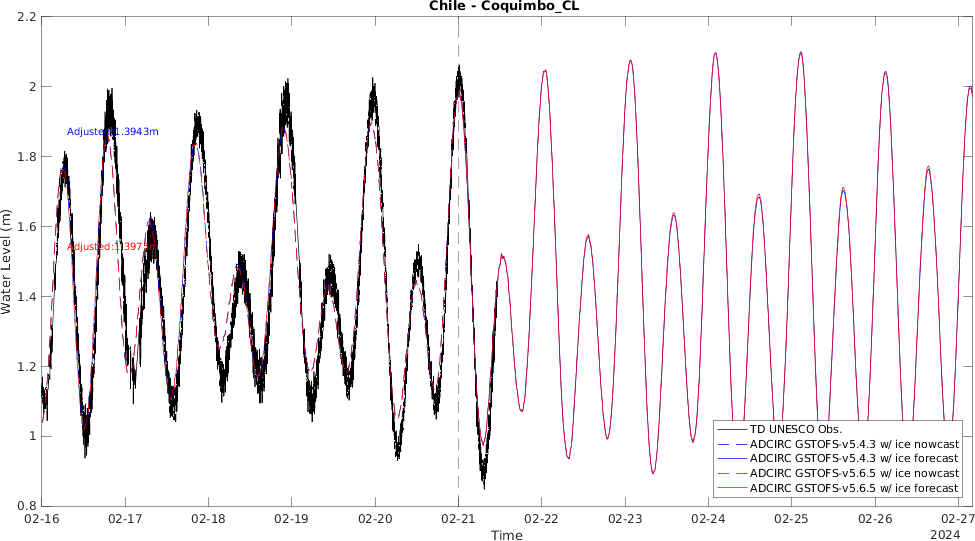 Chile - Coquimbo_CL
2.2
2
1.8
1.6
1.4
1.2
1
0.8
Water Level (m)
Adjusted:1.3943m
TD UNESCO Obs.
ADCIRC GSTOFS-v5.4.3 w/ ice nowcast
ADCIRC GSTOFS-v5.4.3 w/ ice forecast
ADCIRC GSTOFS-v5.6.5 w/ ice nowcast
ADCIRC GSTOFS-v5.6.5 w/ ice forecast
02-16 02-17 02-18 02-19 02-20 02-21 02-22 02-23 02-24 02-25 02-26 02-27
Time
2024